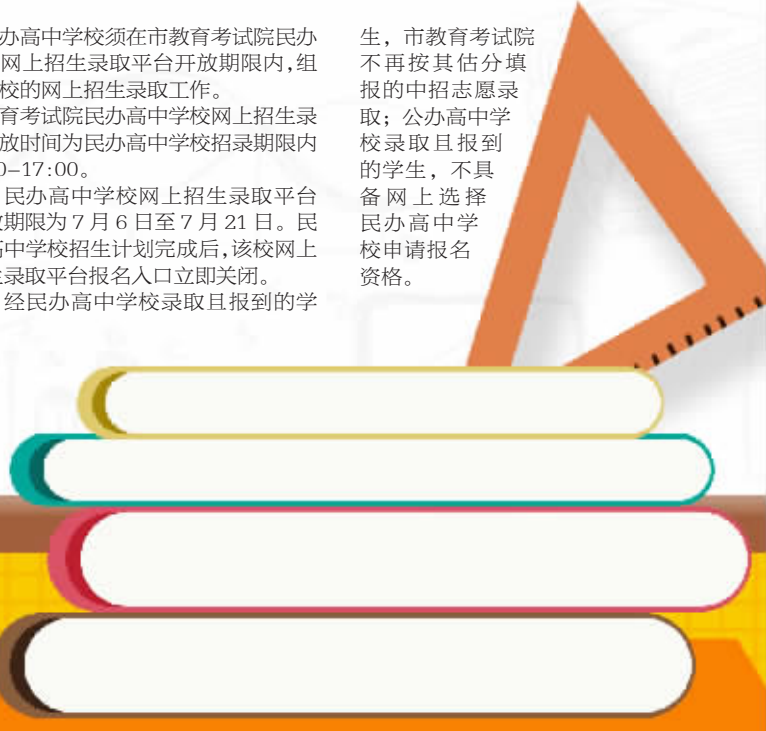 办高中学校须在市教育考试院民办
网上招生录取平台开放期限内,组
校的网上招生录取工作。
育考试院民办高中学校网上招生录
放时间为民办高中学校招录期限内
0—17:00。
民办高中学校网上招生录取平台
期限为7月6日至7月21日。民
高中学校招生计划完成后,该校网上
录取平台报名入口立即关闭。
经民办高中学校录取且报到的学
生，市教育考试院
不再按其估分填
报的中招志愿录
取；公办高中学
校录取且报到
的学生，不具
备网上选择
民办高中学
校申请报名
资格。